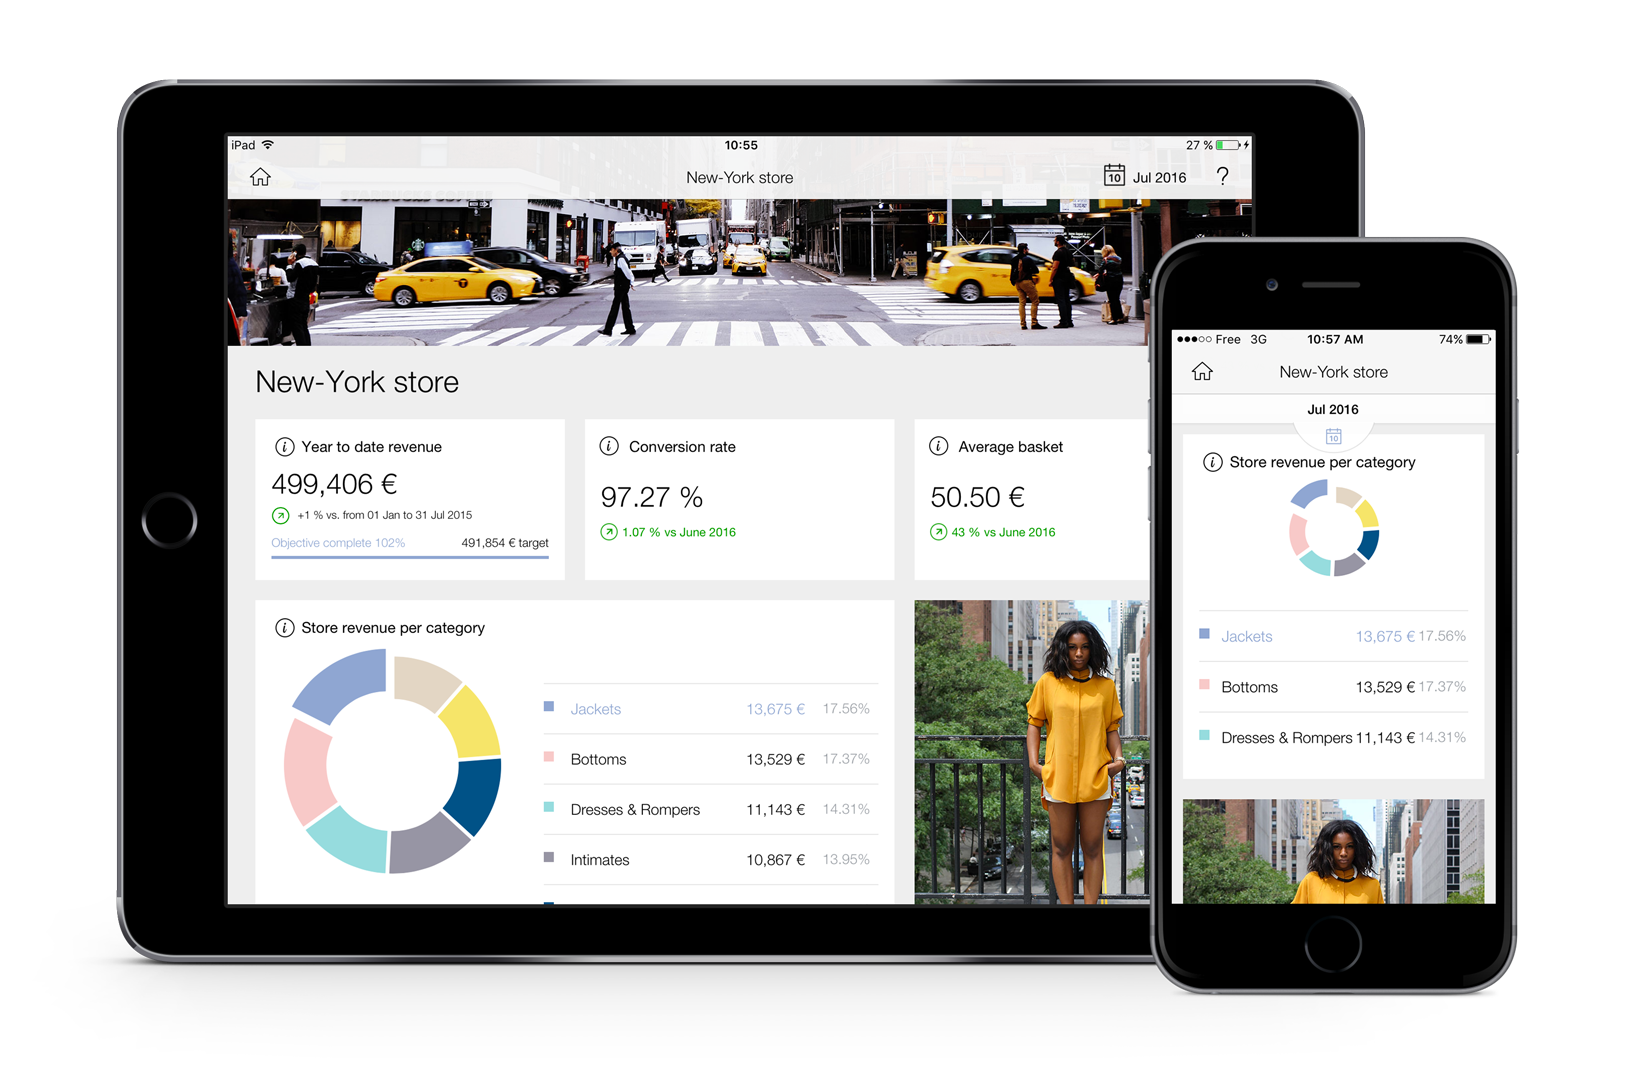 iPad
10:55
27 %
New-York store
10
Jul 2016
?
New-York store
i Year to date revenue
499,406 €
+1 % vs. from 01 Jan to 31 Jul 2015
Objective complete 102%
491,854 € target
i Conversion rate
97.27 %
1.07 % vs June 2016
i Average basket
50.50 €
43 % vs June 2016
i Store revenue per category
Jackets 13,675 € 17.56%
Bottoms 13,529 € 17.37%
Dresses & Rompers 11,143 € 14.31%
Intimates 10,867 € 13.95%
Free 3G
10:57 AM
74%
New-York store
Jul 2016
10
i Store revenue per category
Jackets 13,675 € 17.56%
Bottoms 13,529 € 17.37%
Dresses & Rompers 11,143 € 14.31%